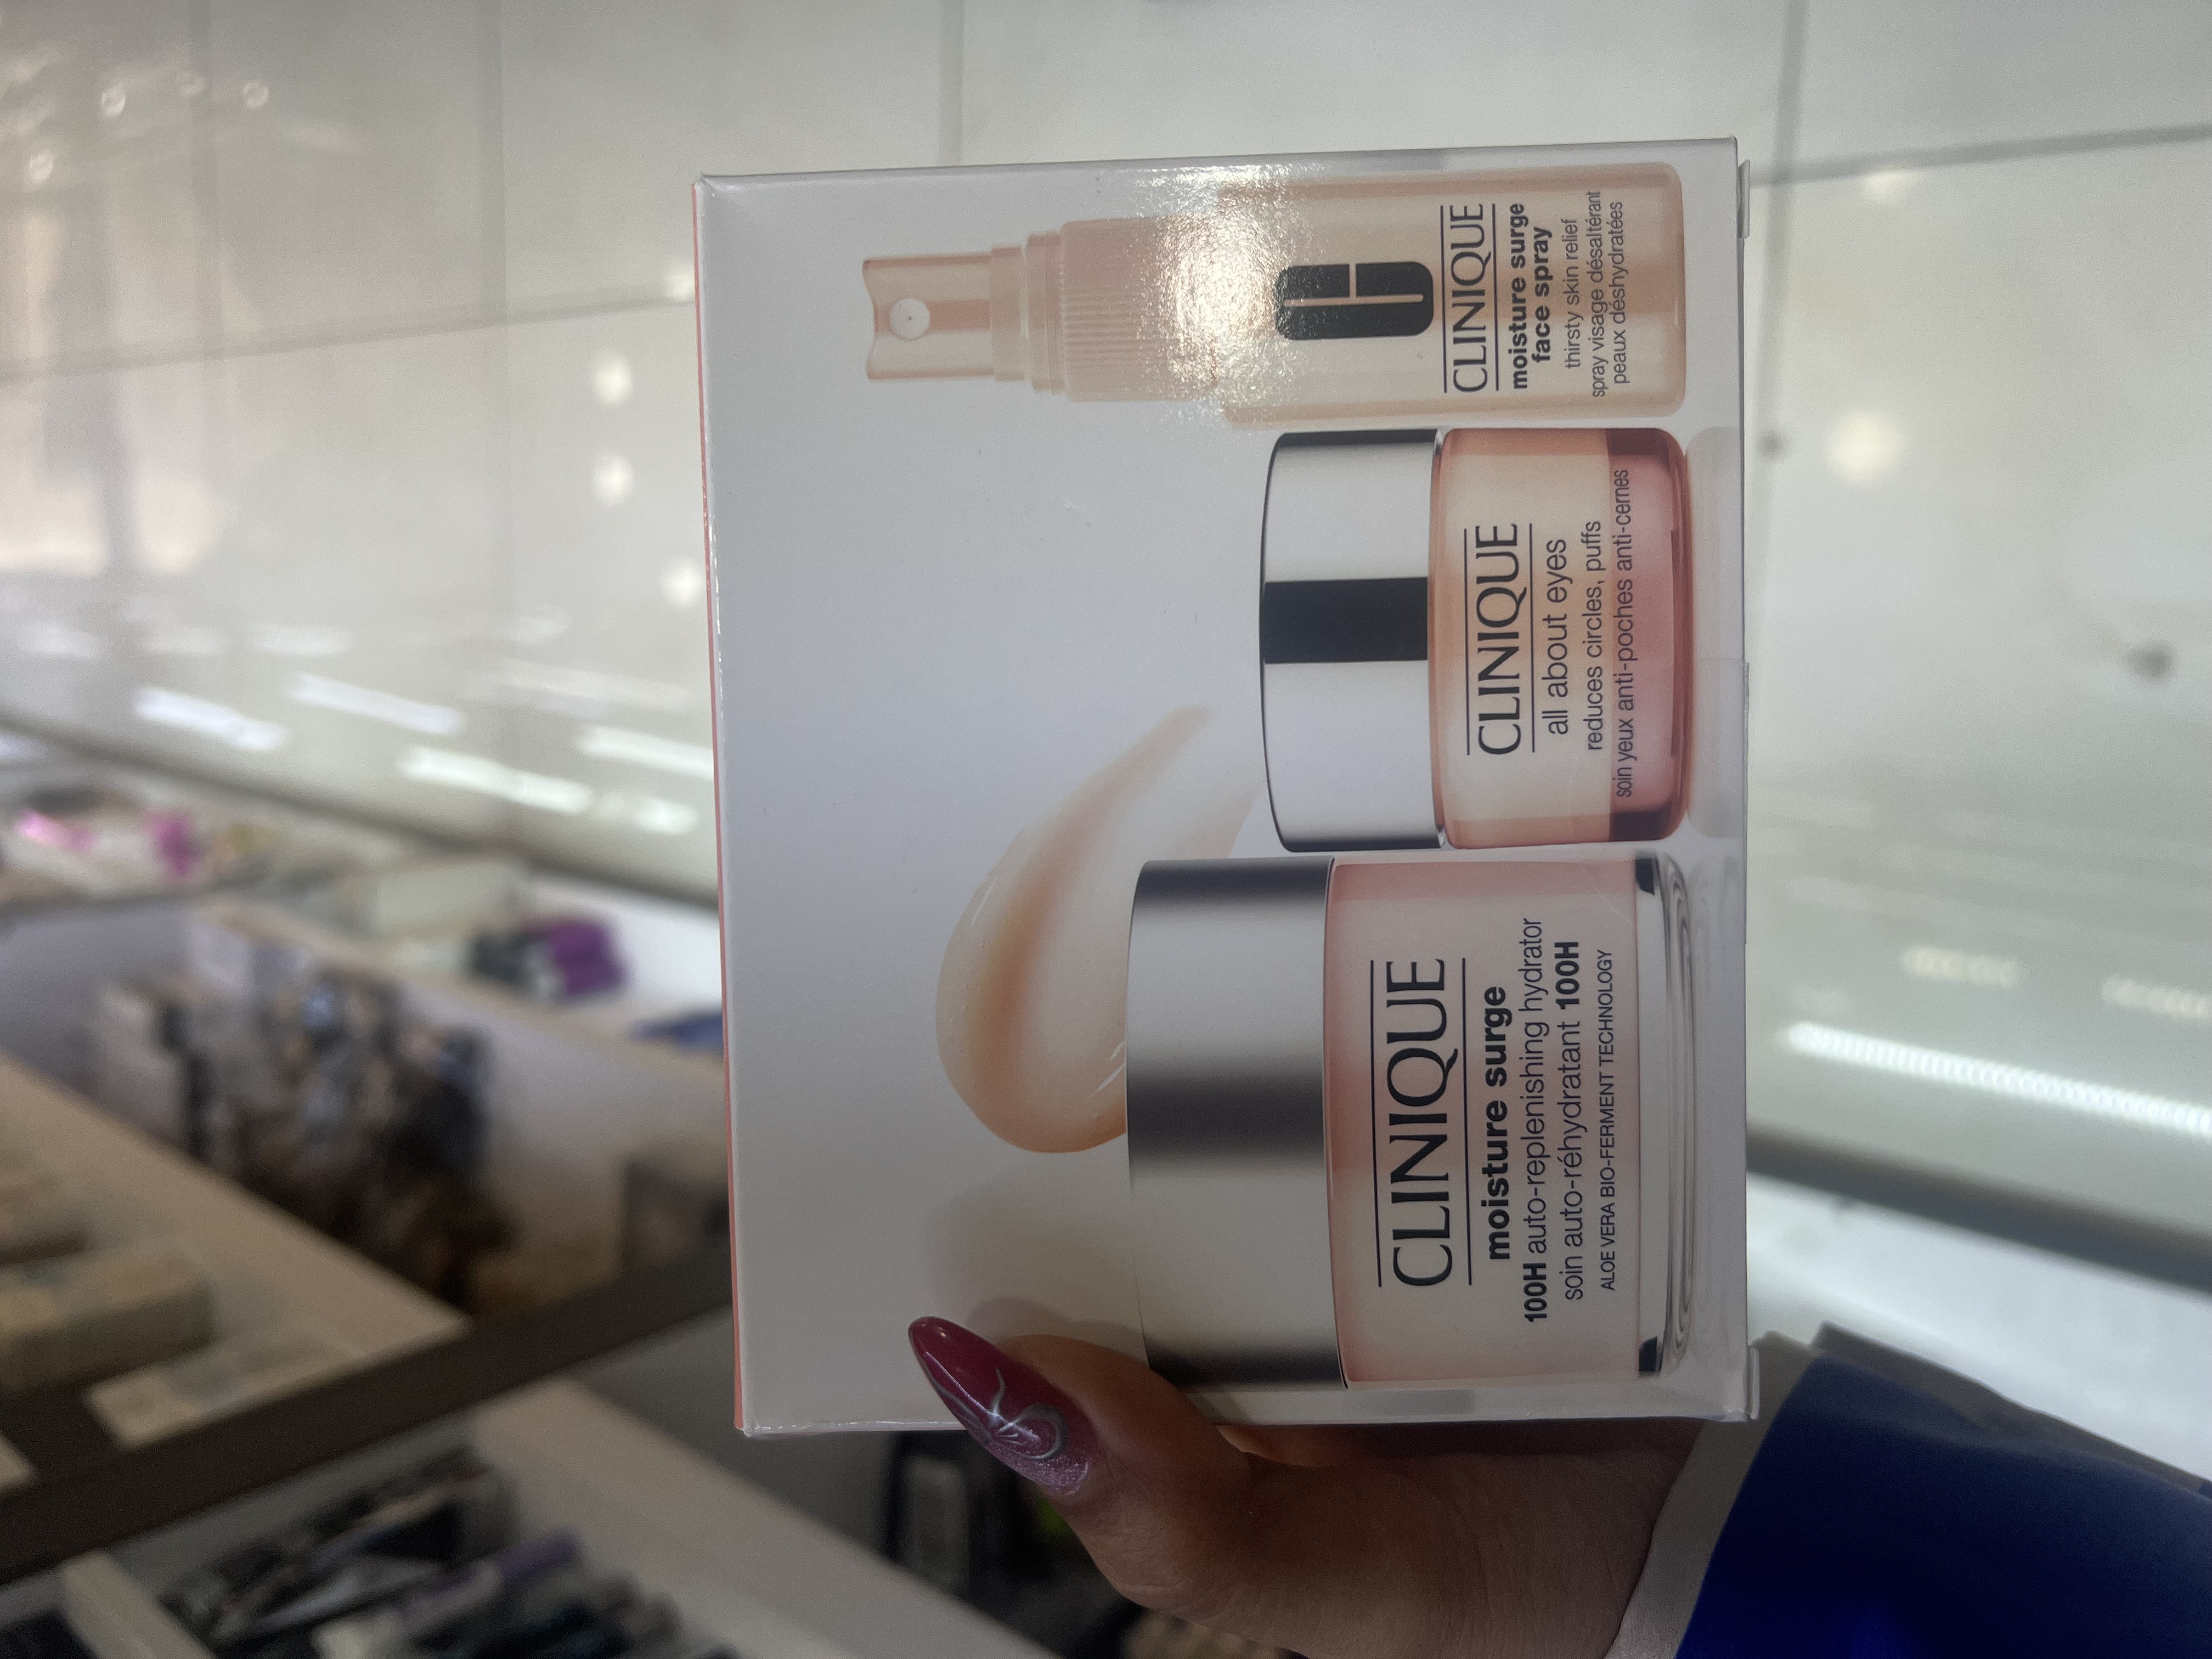 CLINIQUE
moisture surge
100H auto-replenishing hydrator
soin auto-réhydratant 100H
ALOE VERA BIO-FERMENT TECHNOLOGY
CLINIQUE
all about eyes
reduces circles, puffs
soin yeux anti-poches anti-cernes
CLINIQUE
moisture surge
face spray
thirsty skin relief
spray visage désaltérant
peaux déshydratées